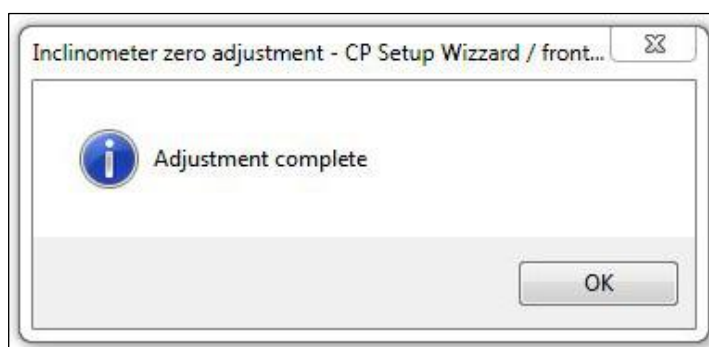 Inclinometer zero adjustment - CP Setup Wizzard / front...
Adjustment complete
OK